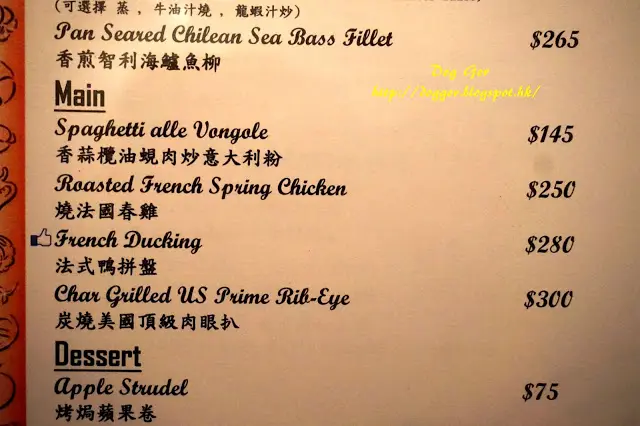 (可選擇 蒸 , 牛油汁燒 , 龍蝦汁炒)
Pan Seared Chilean Sea Bass Fillet $265
香煎智利海鱸魚柳
Main
Spaghetti alle Vongole $145
香蒜欖油蜆肉炒意大利粉
Roasted French Spring Chicken $250
燒法國春雞
French Ducking $280
法式鴨拼盤
Char Grilled US Prime Rib-Eye $300
炭燒美國頂級肉眼扒
Dessert
Apple Strudel $75
烤焗蘋果卷